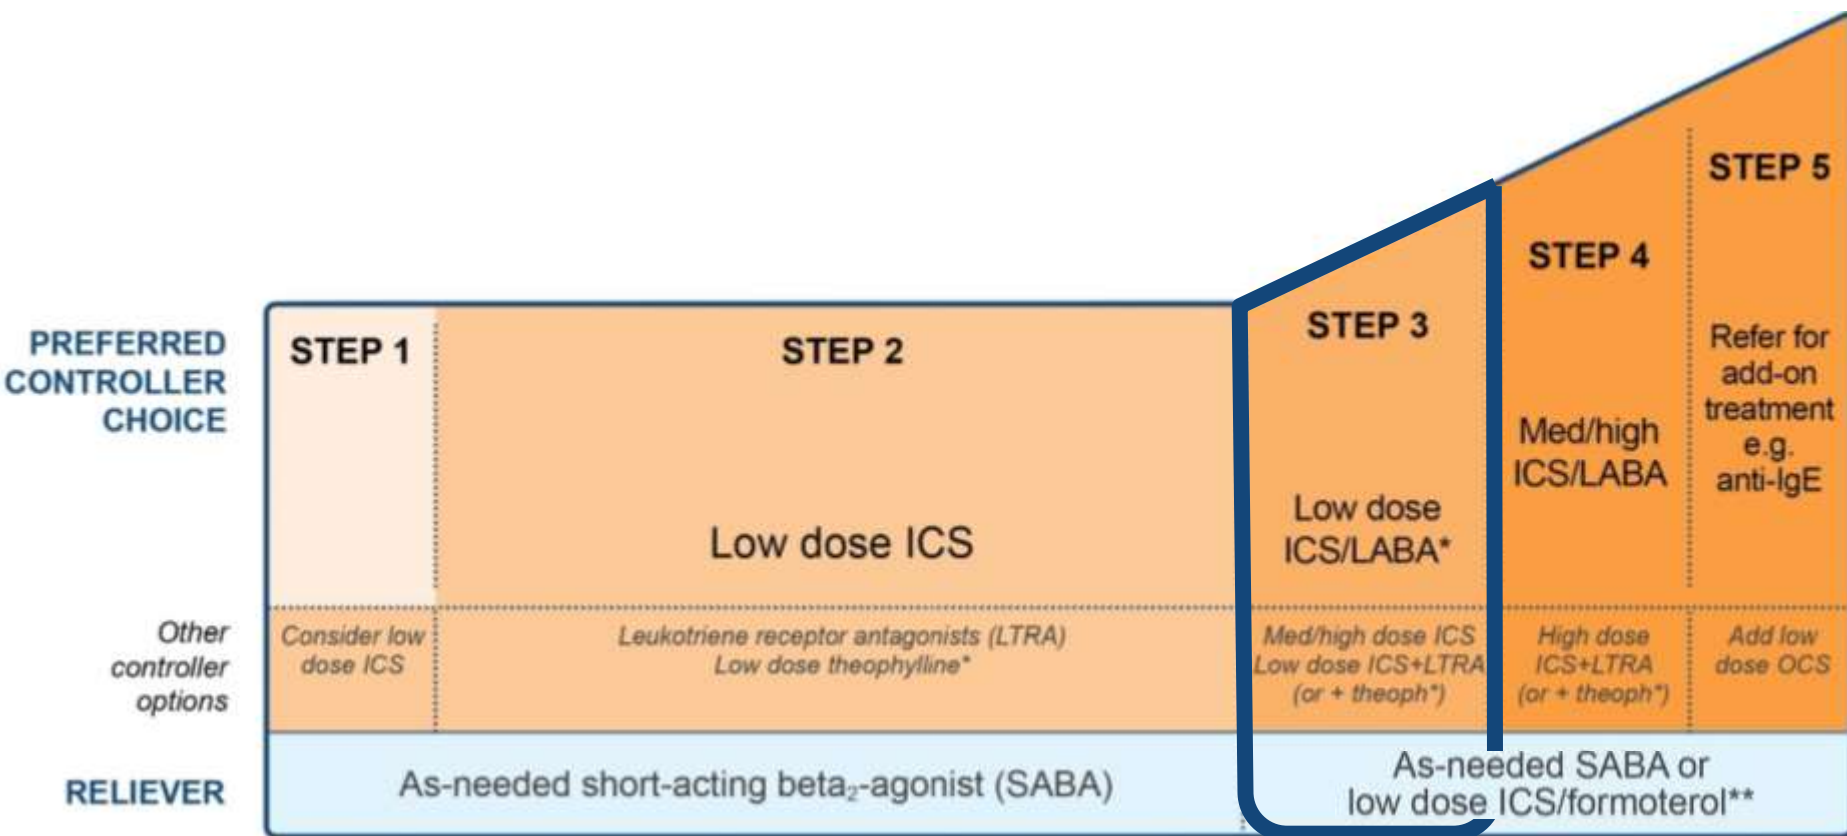 PREFERRED
CONTROLLER
CHOICE
STEP 1
STEP 2
Low dose ICS
STEP 3
Low dose
ICS/LABA*
STEP 4
Med/high
ICS/LABA
STEP 5
Refer for
add-on
treatment
e.g.
anti-IgE
Other
controller
options
Consider low
dose ICS
Leukotriene receptor antagonists (LTRA)
Low dose theophylline*
Med/high dose ICS
Low dose ICS+LTRA
(or + theoph*)
High dose
ICS+LTRA
(or + theoph*)
Add low
dose OCS
RELIEVER
As-needed short-acting beta₂-agonist (SABA)
As-needed SABA or
low dose ICS/formoterol**